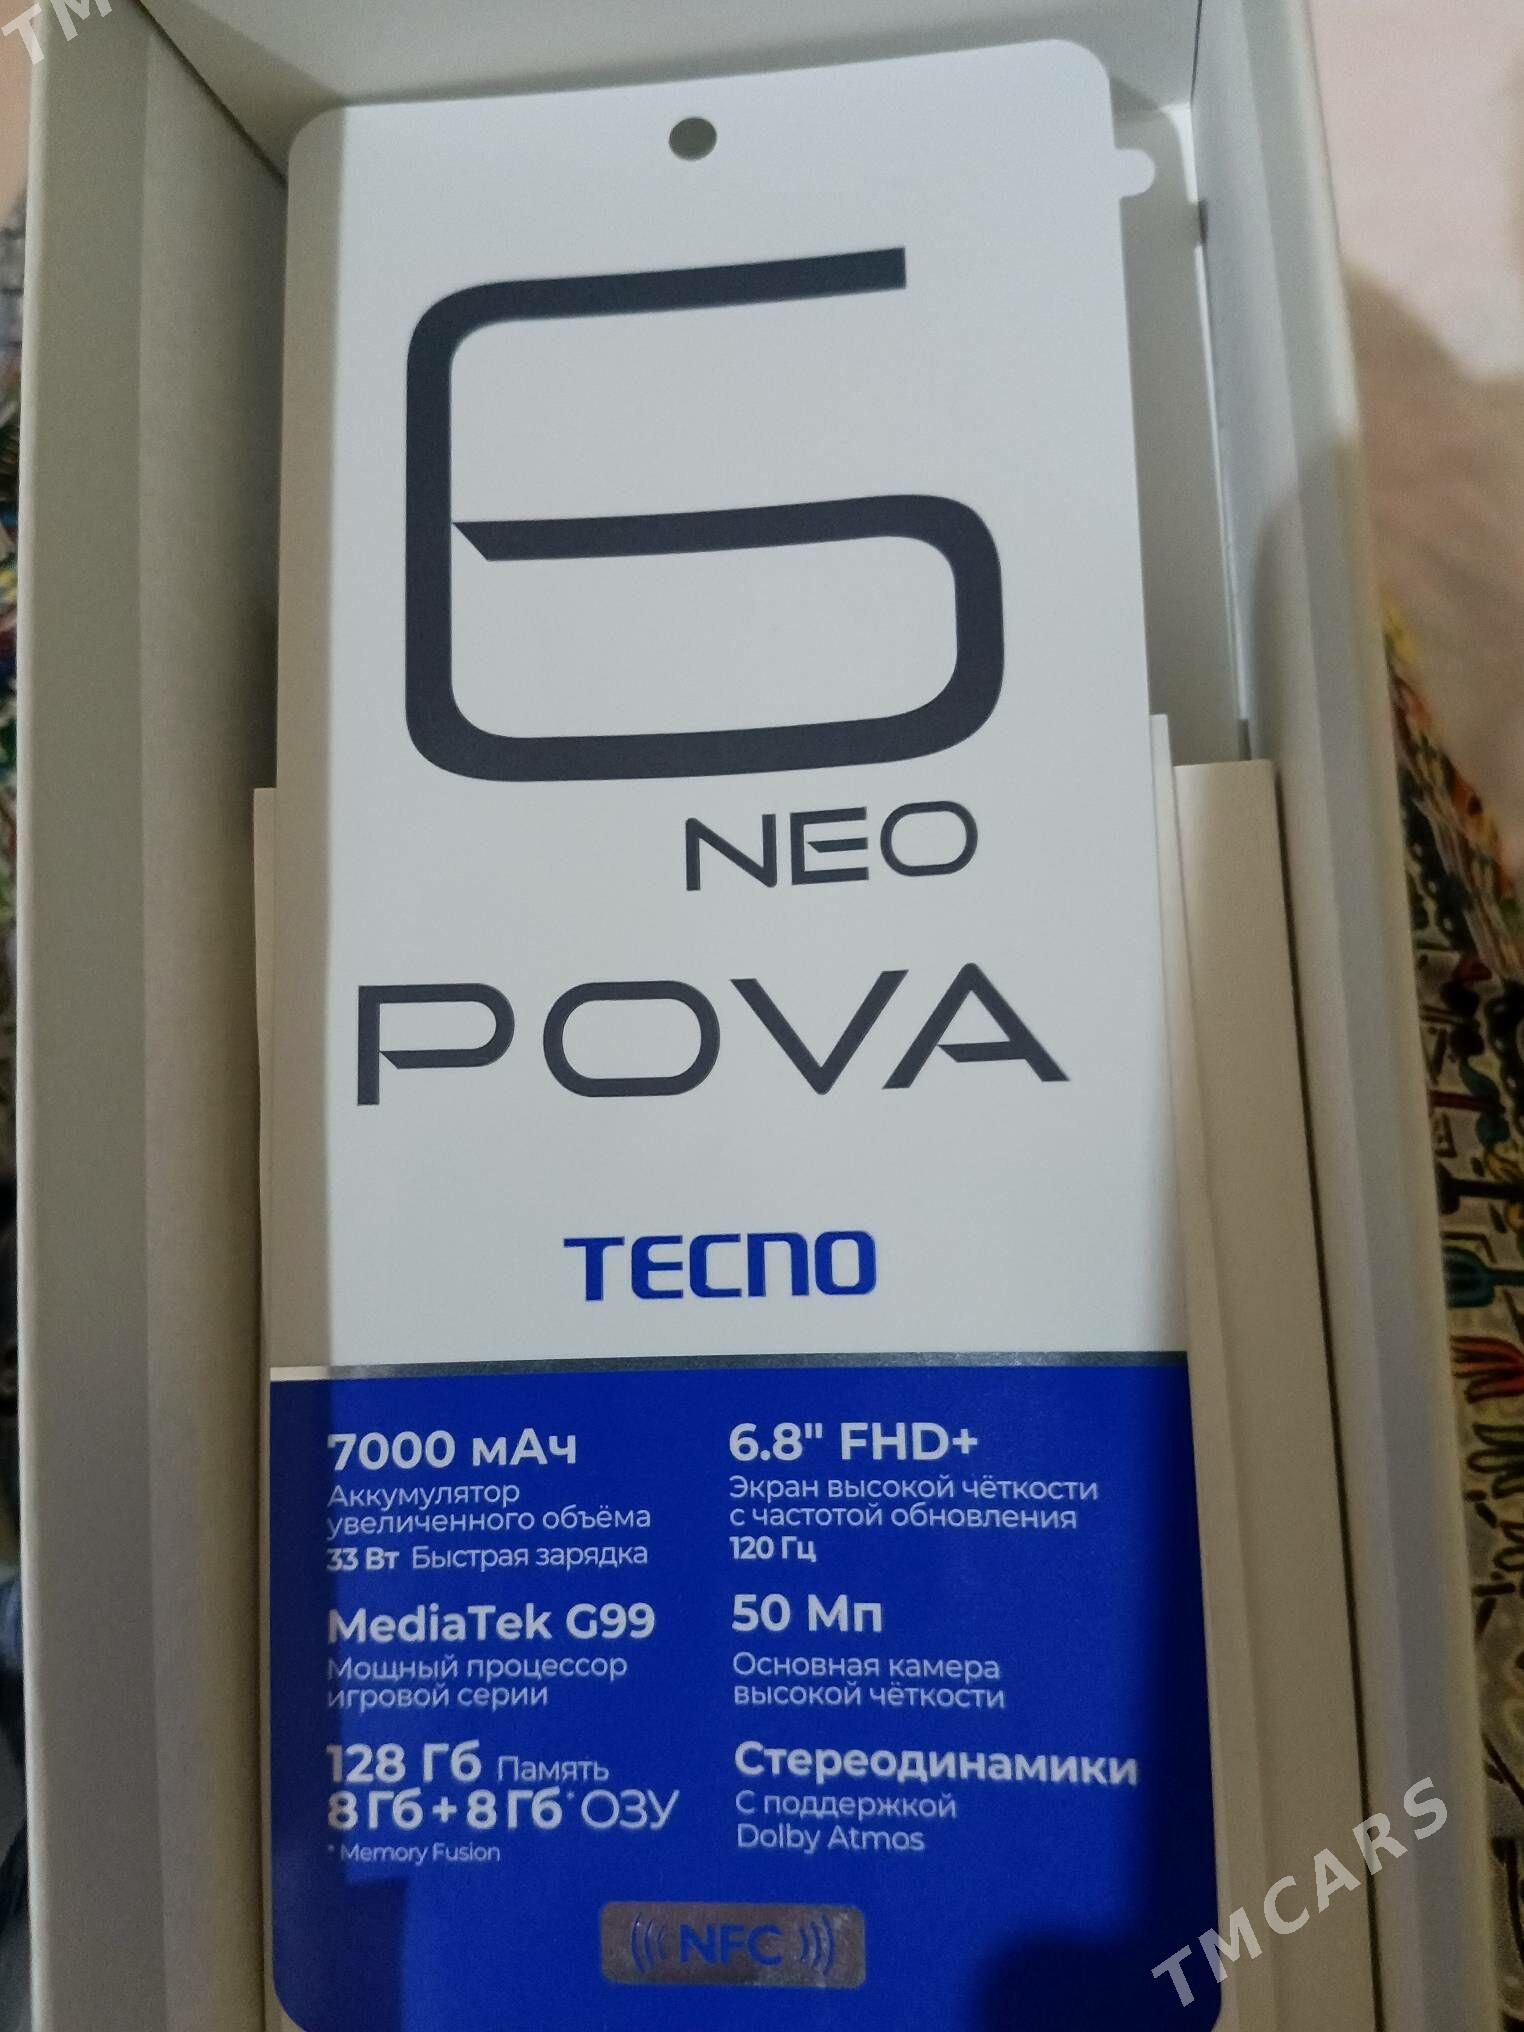 TM
6
NEO
POVA
TECNO
7000 мАч
Аккумулятор
увеличенного объёма
33 Вт Быстрая зарядка
MediaTek G99
Мощный процессор
игровой серии
128 Гб Память
8 Гб + 8 Гб* ОЗУ
* Memory Fusion
6.8" FHD+
Экран высокой чёткости
с частотой обновления
120 Гц
50 Мп
Основная камера
высокой чёткости
Стереодинамики
С поддержкой
Dolby Atmos
NFC
TMCARS